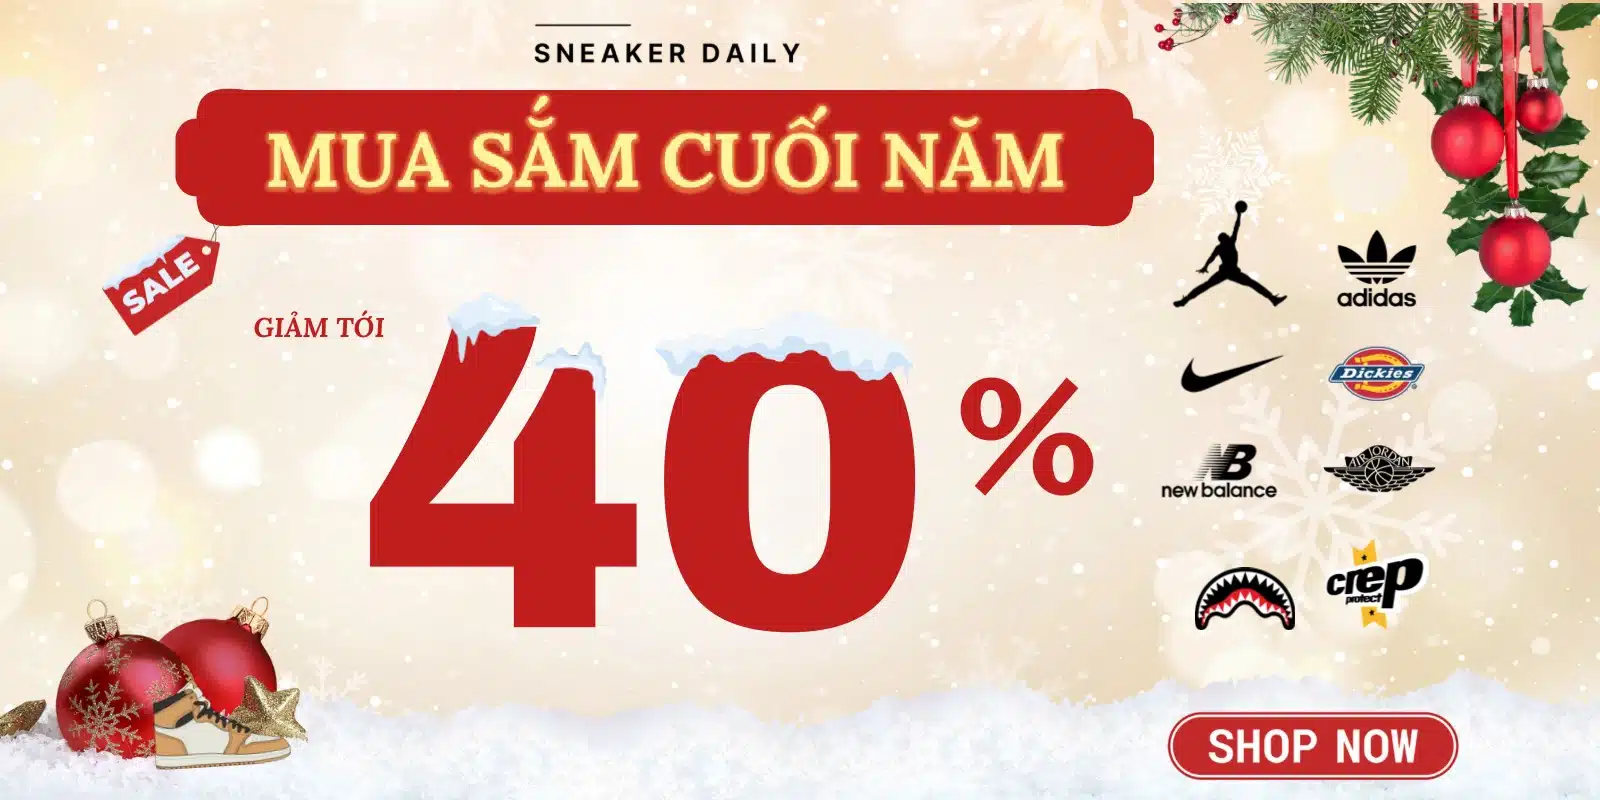 SNEAKER DAILY
MUA SẮM CUỐI NĂM
SALE
GIẢM TỚI
40%
adidas
Dickies
NB
new balance
AIR JORDAN
crep
protect
SHOP NOW